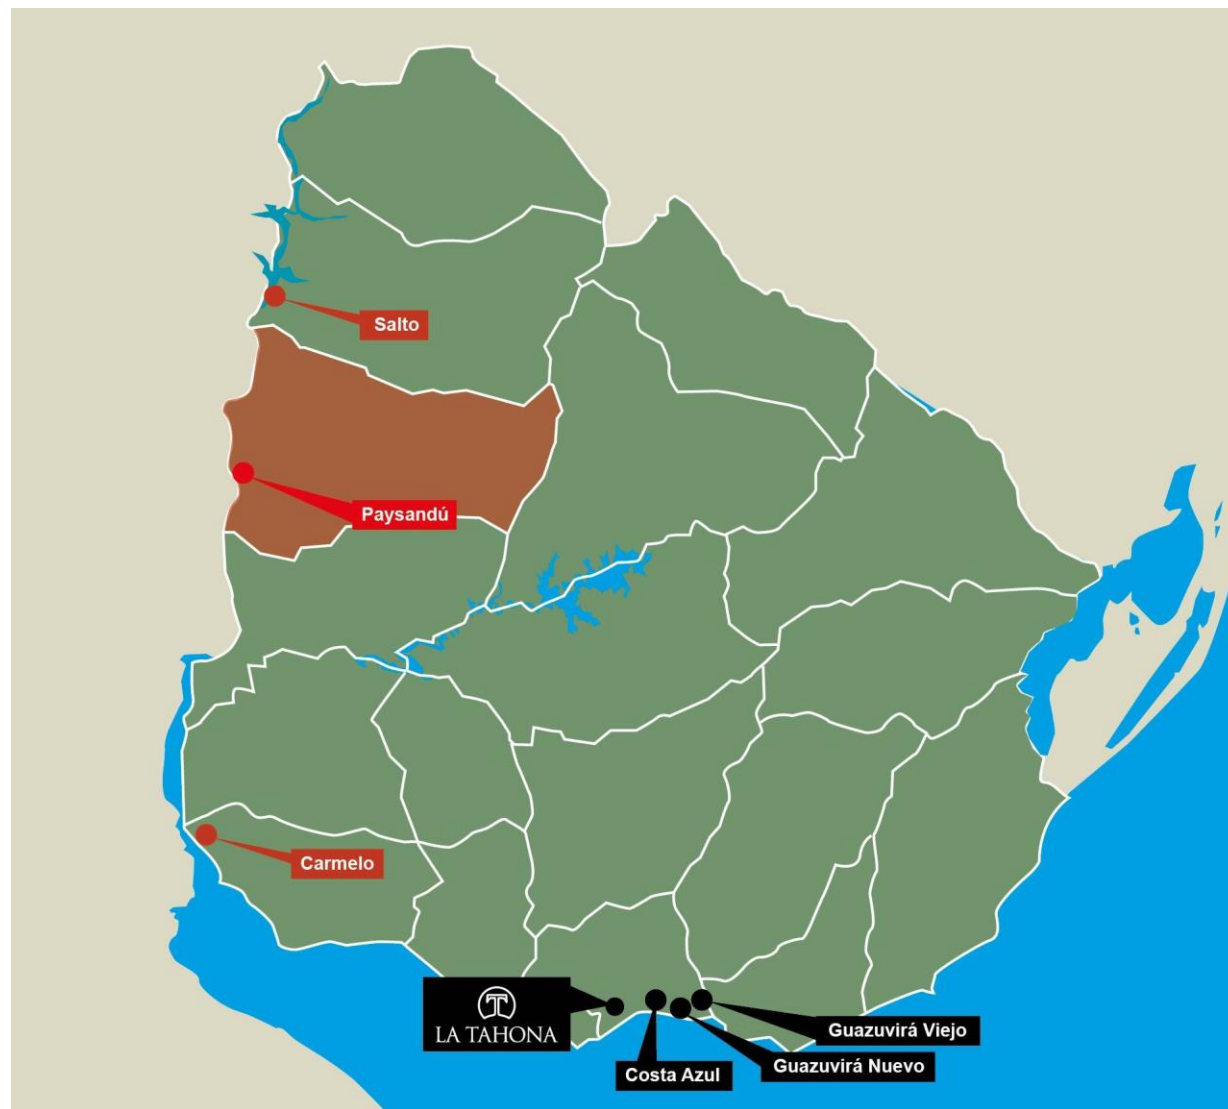 Salto
Paysandú
Carmelo
LA TAHONA
Guazuvirá Viejo
Guazuvirá Nuevo
Costa Azul